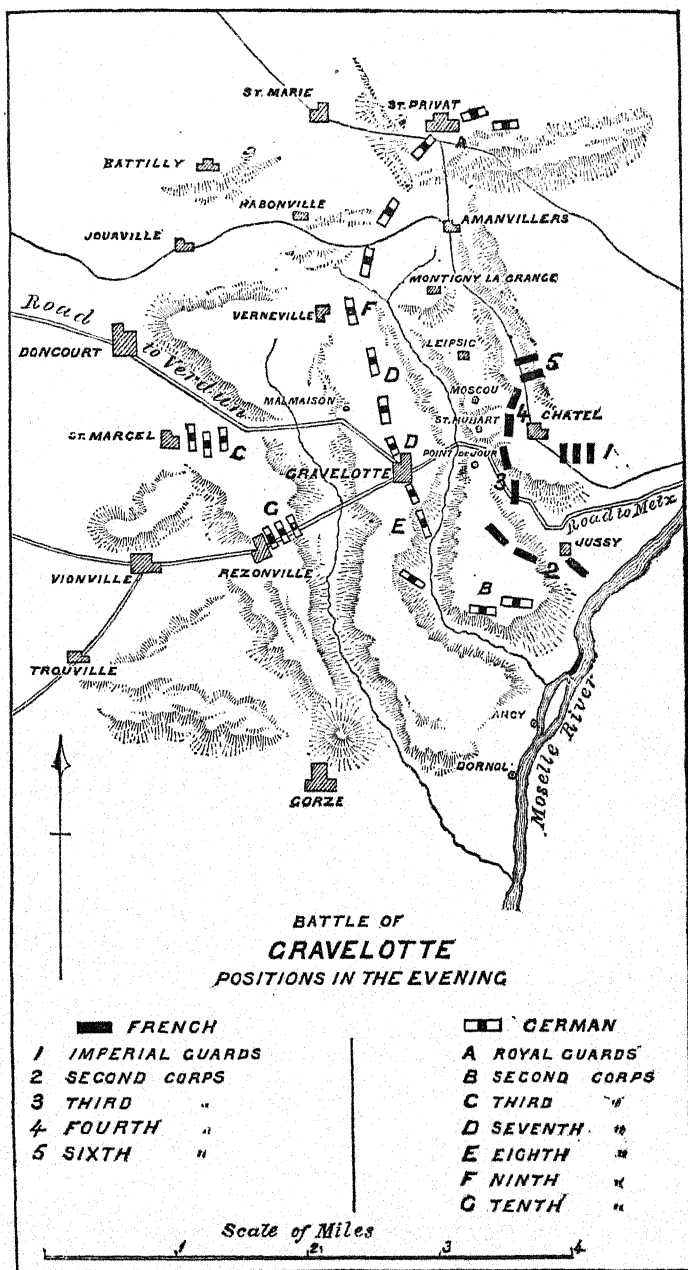 ST. MARIE
ST. PRIVAT
A
BATTILLY
HABONVILLE
AMANVILLERS
JOUAVILLE
MONTIGNY LA GRANGE
Road
VERNEVILLE
F
LEIPSIC
5
DONCOURT
to Verdun
D
MOSCOU
4
MALMAISON
CHÂTEL
ST. HUBART
ST. MARCEL
C
D
POINT DE JOUR
1
GRAVELOTTE
3
G
E
Road to Metz
JUSSY
REZONVILLE
2
VIONVILLE
B
TROUVILLE
ANCY
Moselle River
DORNOL
GORZE
BATTLE OF
GRAVELOTTE
POSITIONS IN THE EVENING
FRENCH
1 IMPERIAL GUARDS
2 SECOND CORPS
3 THIRD "
4 FOURTH "
5 SIXTH "
GERMAN
A ROYAL GUARDS
B SECOND CORPS
C THIRD "
D SEVENTH "
E EIGHTH "
F NINTH "
G TENTH "
Scale of Miles
1 2 3 4